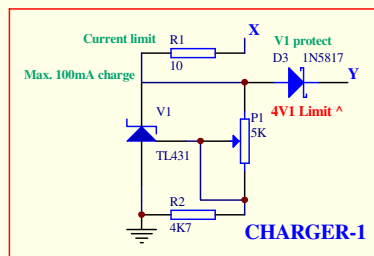 X
Current limit
R1
10
V1 protect
D3 1N5817
Max. 100mA charge
Y
4V1 Limit ^
V1
P1
5K
TL431
R2
4K7
CHARGER-1